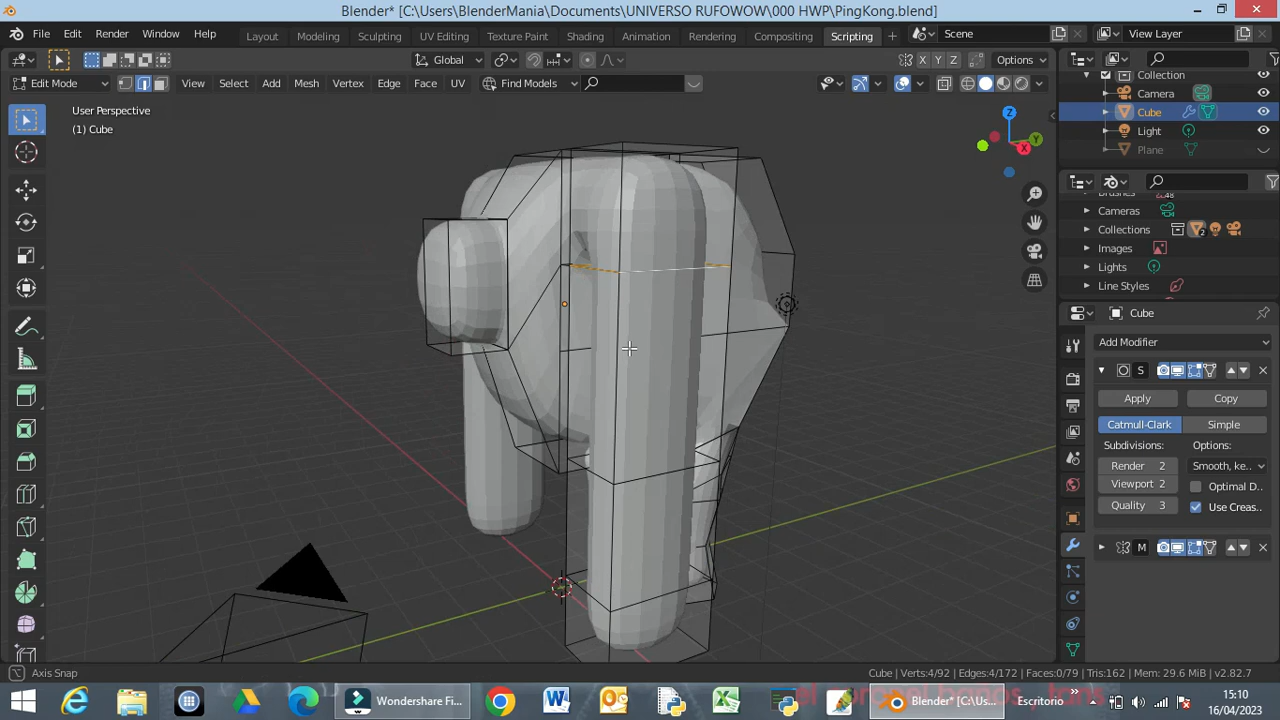 Blender* [C:\Users\BlenderMania\Documents\UNIVERSO RUFOWOW\000 HWP\PingKong.blend]
File Edit Render Window Help Layout Modeling Sculpting UV Editing Texture Paint Shading Animation Rendering Compositing Scripting Scene View Layer
Global X Y Z Options
Edit Mode View Select Add Mesh Vertex Edge Face UV Find Models
User Perspective
(1) Cube
Z
Y
X
Collection
Camera
Cube
Light
Plane
48
Cameras
Collections 2
Images
Lights
Line Styles
Cube
Add Modifier
S
Apply Copy
Catmull-Clark Simple
Subdivisions: Options:
Render 2 Smooth, ke..
Viewport 2 Optimal D..
Quality 3 Use Creas..
M
Axis Snap
Cube | Verts:4/92 | Edges:4/172 | Faces:0/79 | Tris:162 | Mem: 29.6 MiB | v2.82.7
Wondershare Fi...
Blender* [C:\Us...
Escritorio
15:10
16/04/2023